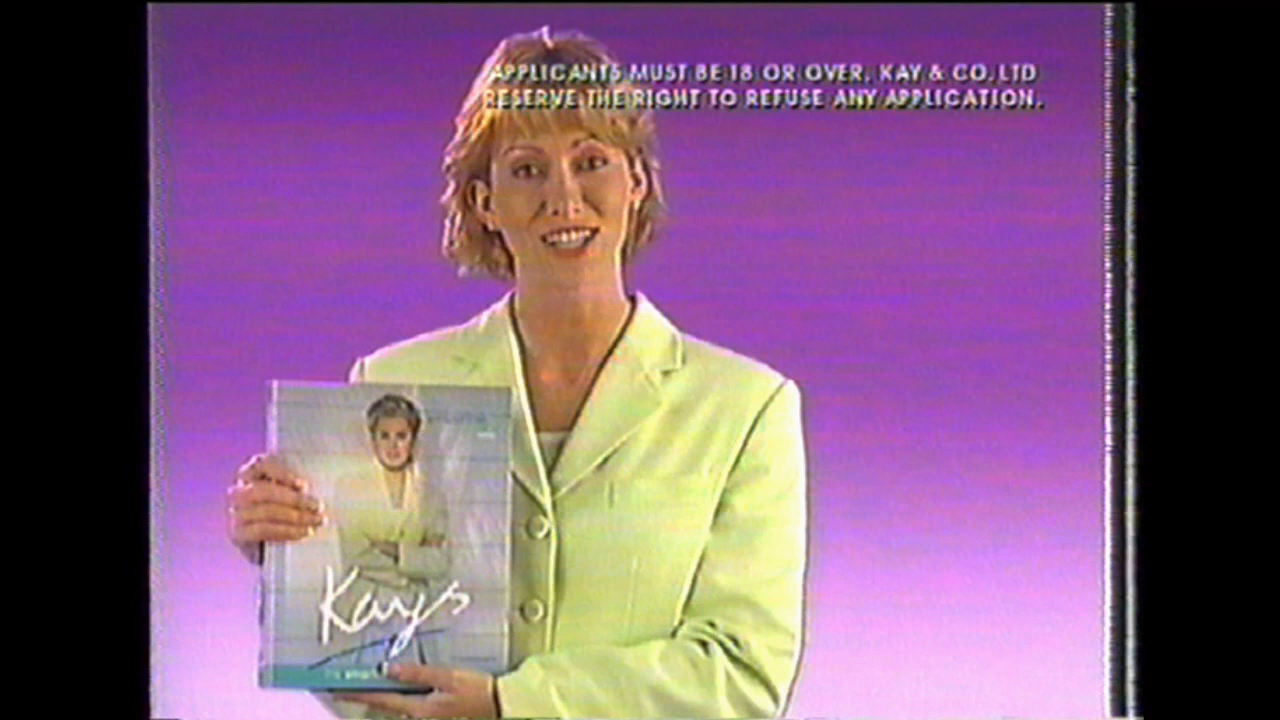 APPLICANTS MUST BE 18 OR OVER. KAY & CO. LTD
RESERVE THE RIGHT TO REFUSE ANY APPLICATION.
Kays